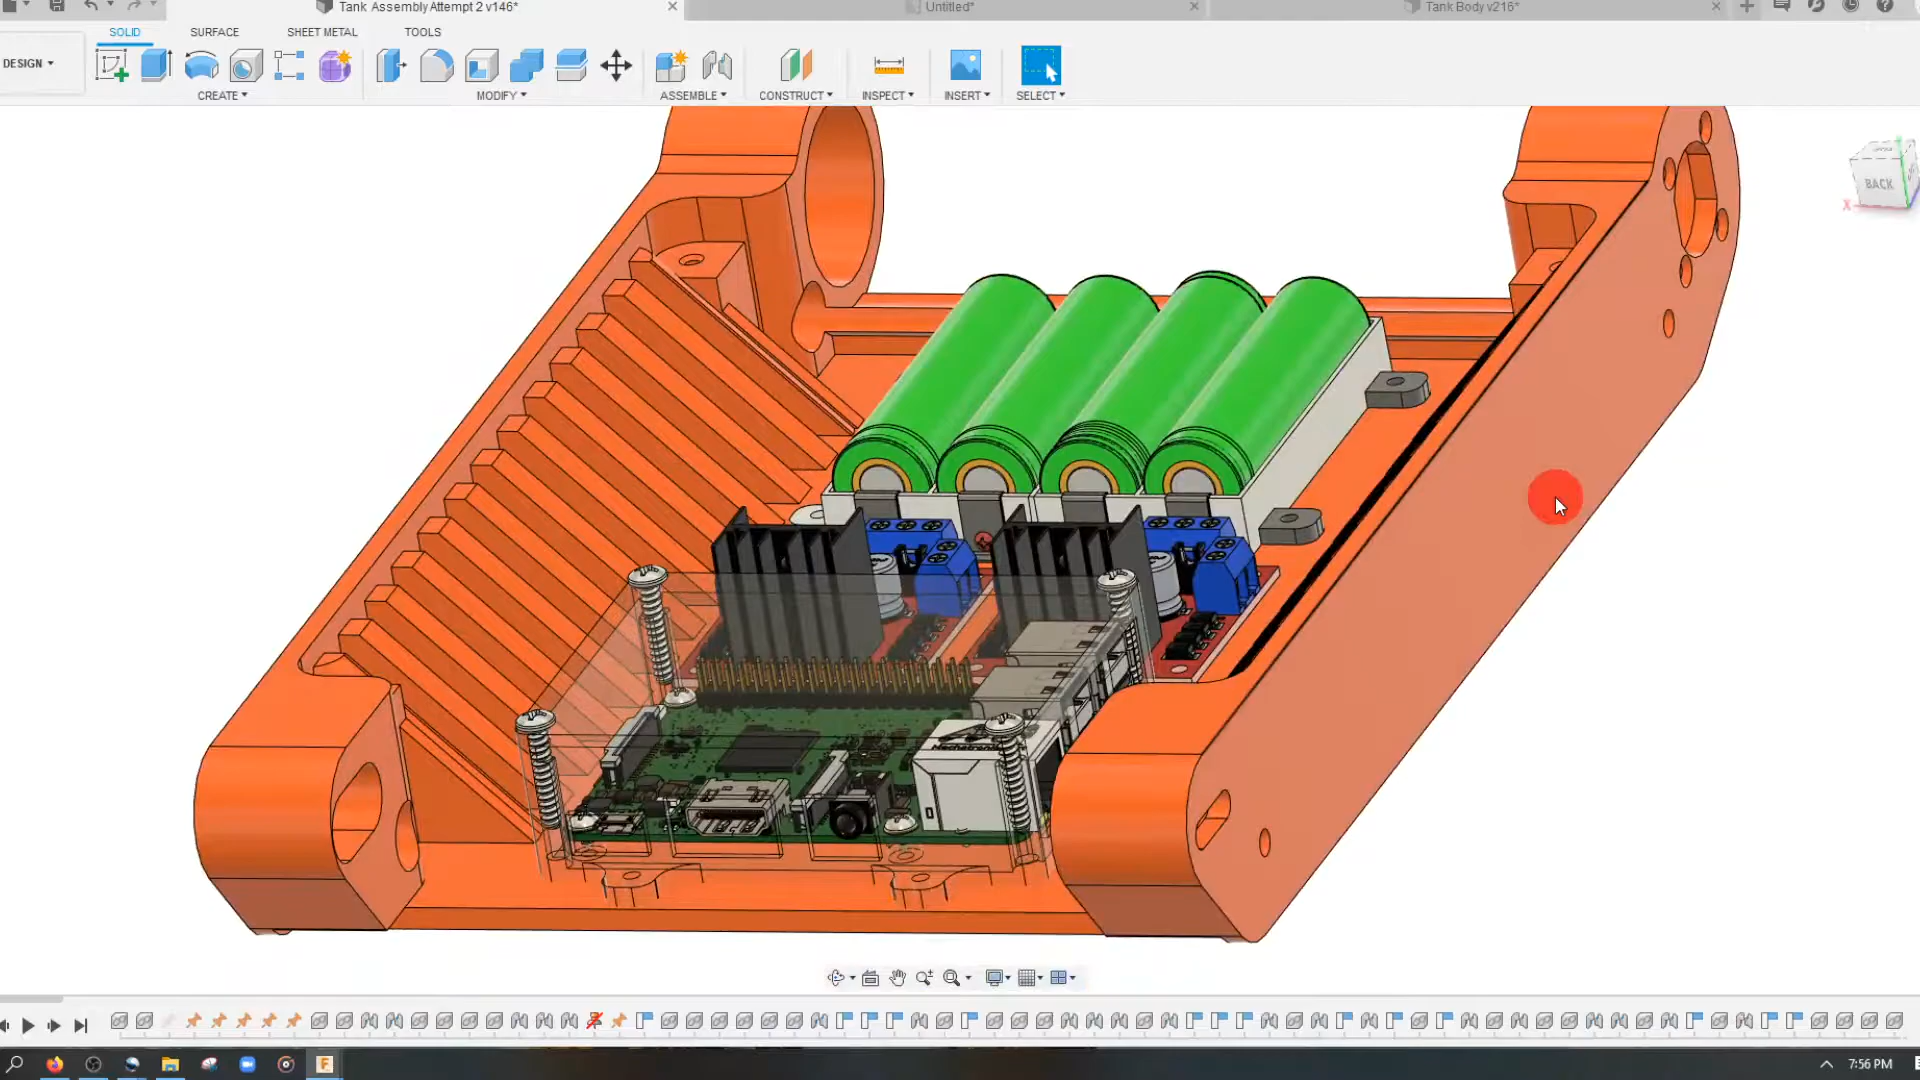 Tank Assembly Attempt 2 v146*
Untitled*
Tank Body v216*
SOLID
SURFACE
SHEET METAL
TOOLS
DESIGN
CREATE
MODIFY
ASSEMBLE
CONSTRUCT
INSPECT
INSERT
SELECT
BACK
X
7:56 PM